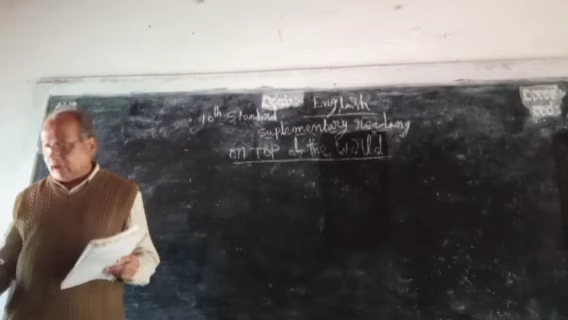 English
10th Standard
Suplementary reading
on Top of the world